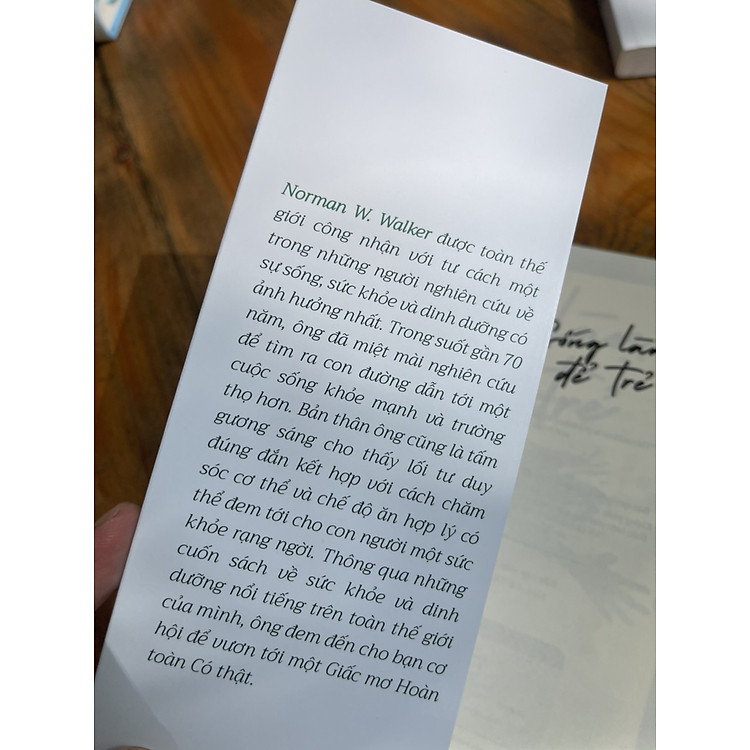 Norman W. Walker được toàn thế
giới công nhận với tư cách một
trong những người nghiên cứu về
sự sống, sức khỏe và dinh dưỡng có
ảnh hưởng nhất. Trong suốt gần 70
năm, ông đã miệt mài nghiên cứu
để tìm ra con đường dẫn tới một
cuộc sống khỏe mạnh và trường
thọ hơn. Bản thân ông cũng là tấm
gương sáng cho thấy lối tư duy
đúng đắn kết hợp với cách chăm
sóc cơ thể và chế độ ăn hợp lý có
thể đem tới cho con người một sức
khỏe rạng ngời. Thông qua những
cuốn sách về sức khỏe và dinh
dưỡng nổi tiếng trên toàn thế giới
của mình, ông đem đến cho bạn cơ
hội để vươn tới một Giấc mơ Hoàn
toàn Có thật.
để trẻ